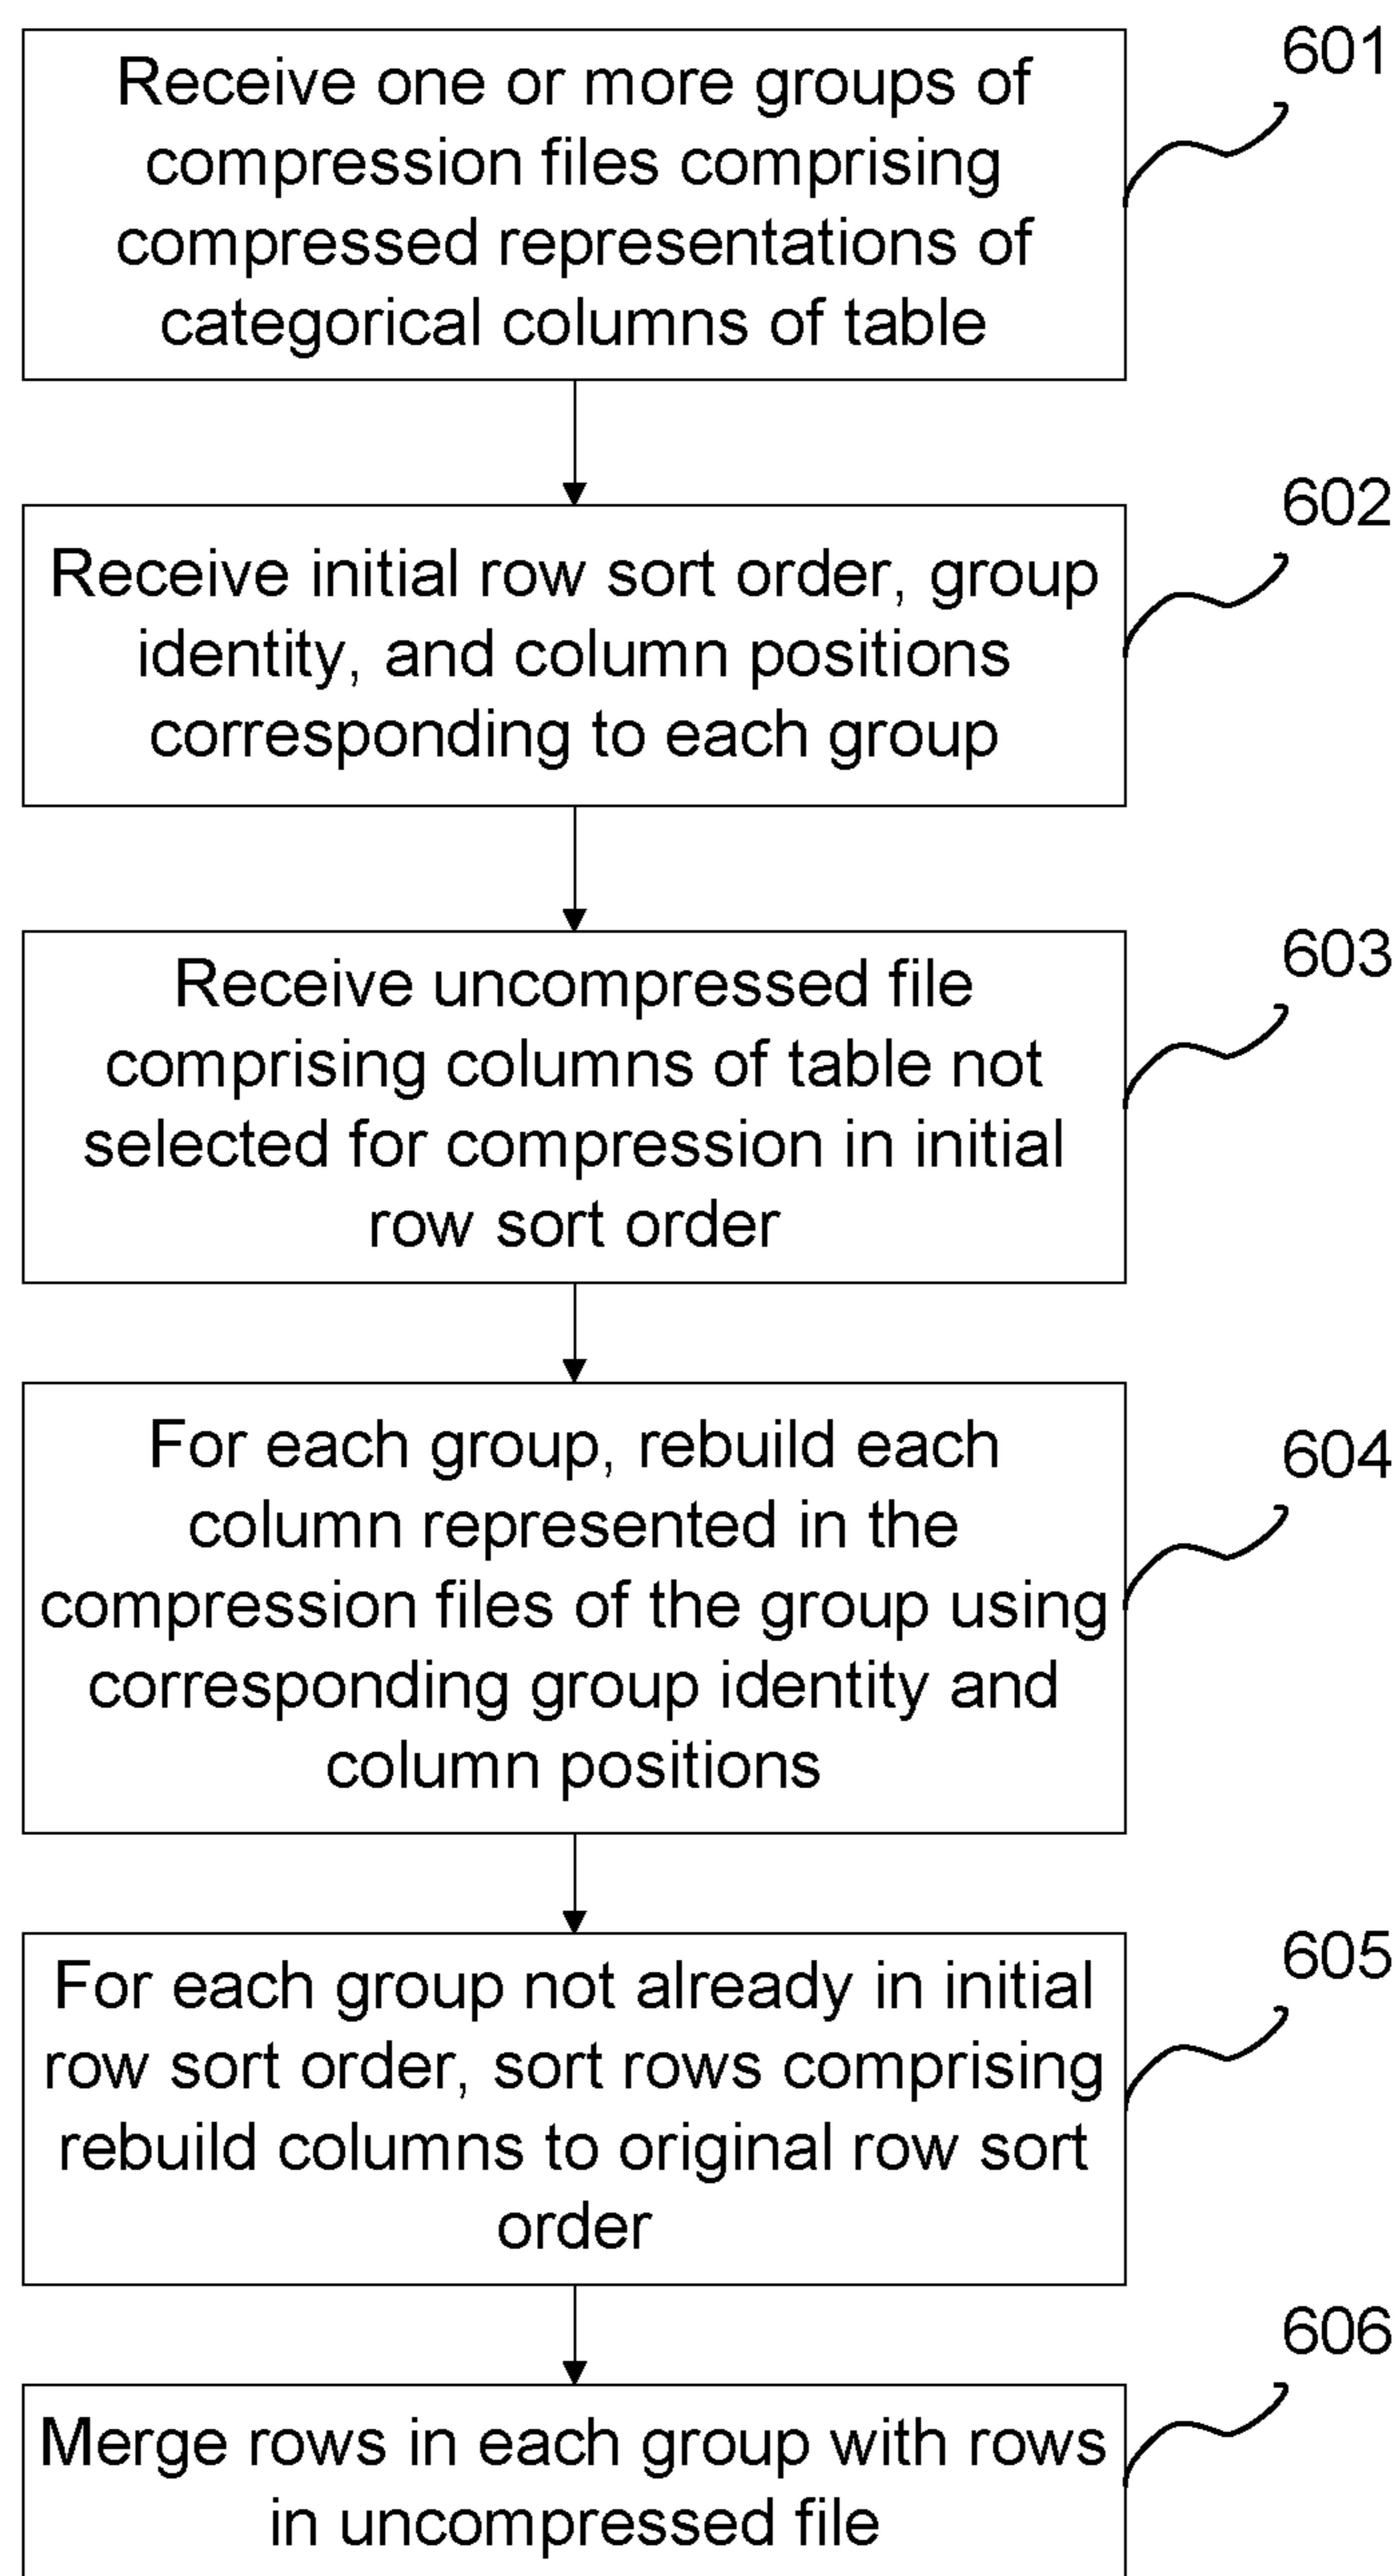 601
Receive one or more groups of
compression files comprising
compressed representations of
categorical columns of table
602
Receive initial row sort order, group
identity, and column positions
corresponding to each group
603
Receive uncompressed file
comprising columns of table not
selected for compression in initial
row sort order
604
For each group, rebuild each
column represented in the
compression files of the group using
corresponding group identity and
column positions
605
For each group not already in initial
row sort order, sort rows comprising
rebuild columns to original row sort
order
606
Merge rows in each group with rows
in uncompressed file